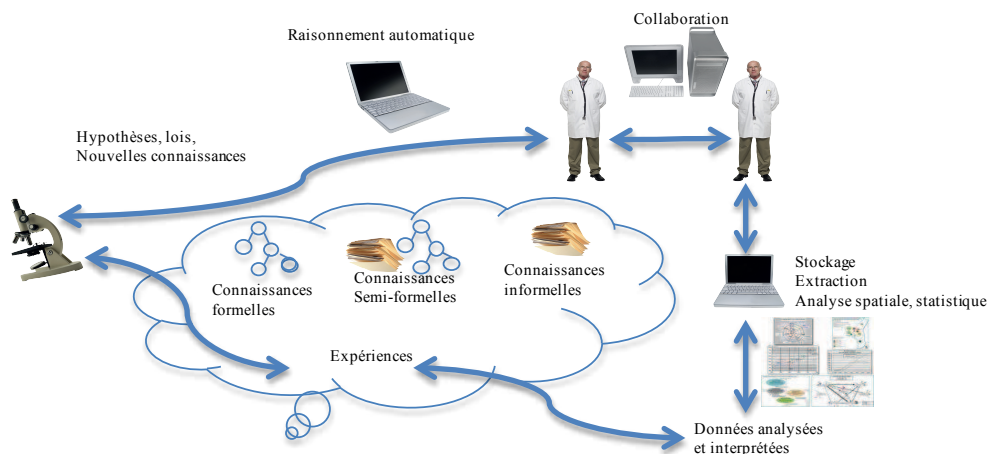 Collaboration
Raisonnement automatique
Hypothèses, lois,
Nouvelles connaissances
Connaissances
formelles
Connaissances
Semi-formelles
Connaissances
informelles
Stockage
Extraction
Analyse spatiale, statistique
Expériences
Données analysées
et interprétées